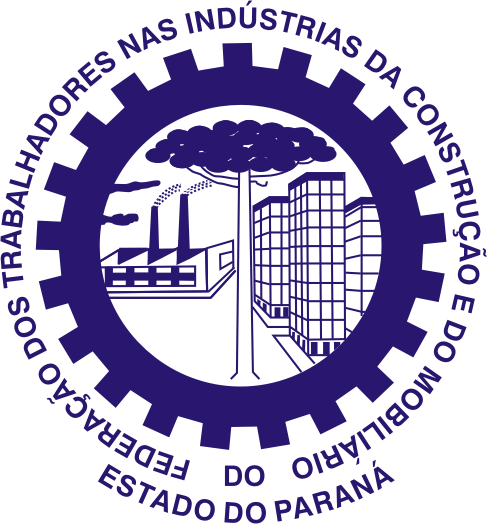 FEDERAÇÃO DOS TRABALHADORES NAS INDÚSTRIAS DA CONSTRUÇÃO E DO MOBILIÁRIO DO
ESTADO DO PARANÁ